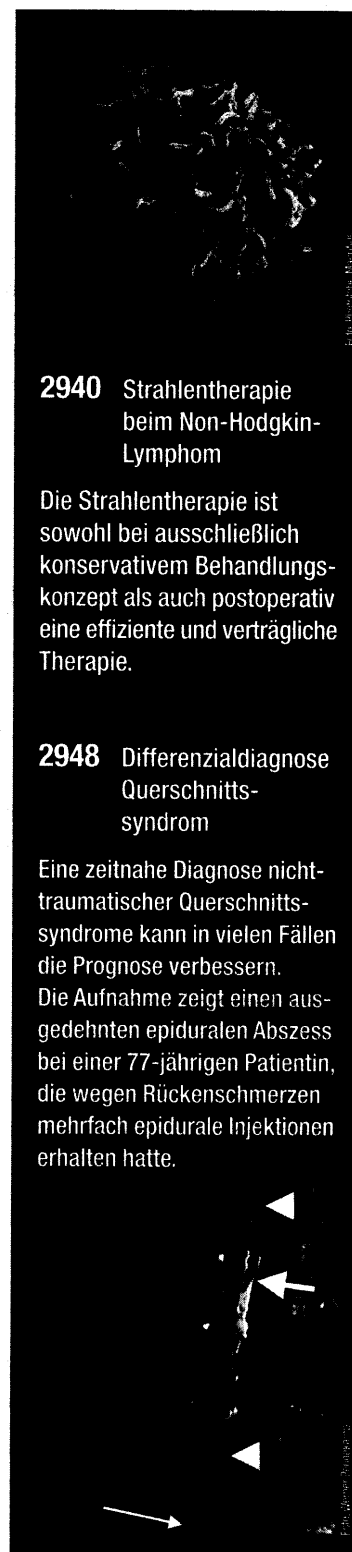 2940 Strahlentherapie
beim Non-Hodgkin-
Lymphom
Die Strahlentherapie ist
sowohl bei ausschließlich
konservativem Behandlungs-
konzept als auch postoperativ
eine effiziente und verträgliche
Therapie.
2948 Differenzialdiagnose
Querschnitts-
syndrom
Eine zeitnahe Diagnose nicht-
traumatischer Querschnitts-
syndrome kann in vielen Fällen
die Prognose verbessern.
Die Aufnahme zeigt einen aus-
gedehnten epiduralen Abszess
bei einer 77-jährigen Patientin,
die wegen Rückenschmerzen
mehrfach epidurale Injektionen
erhalten hatte.